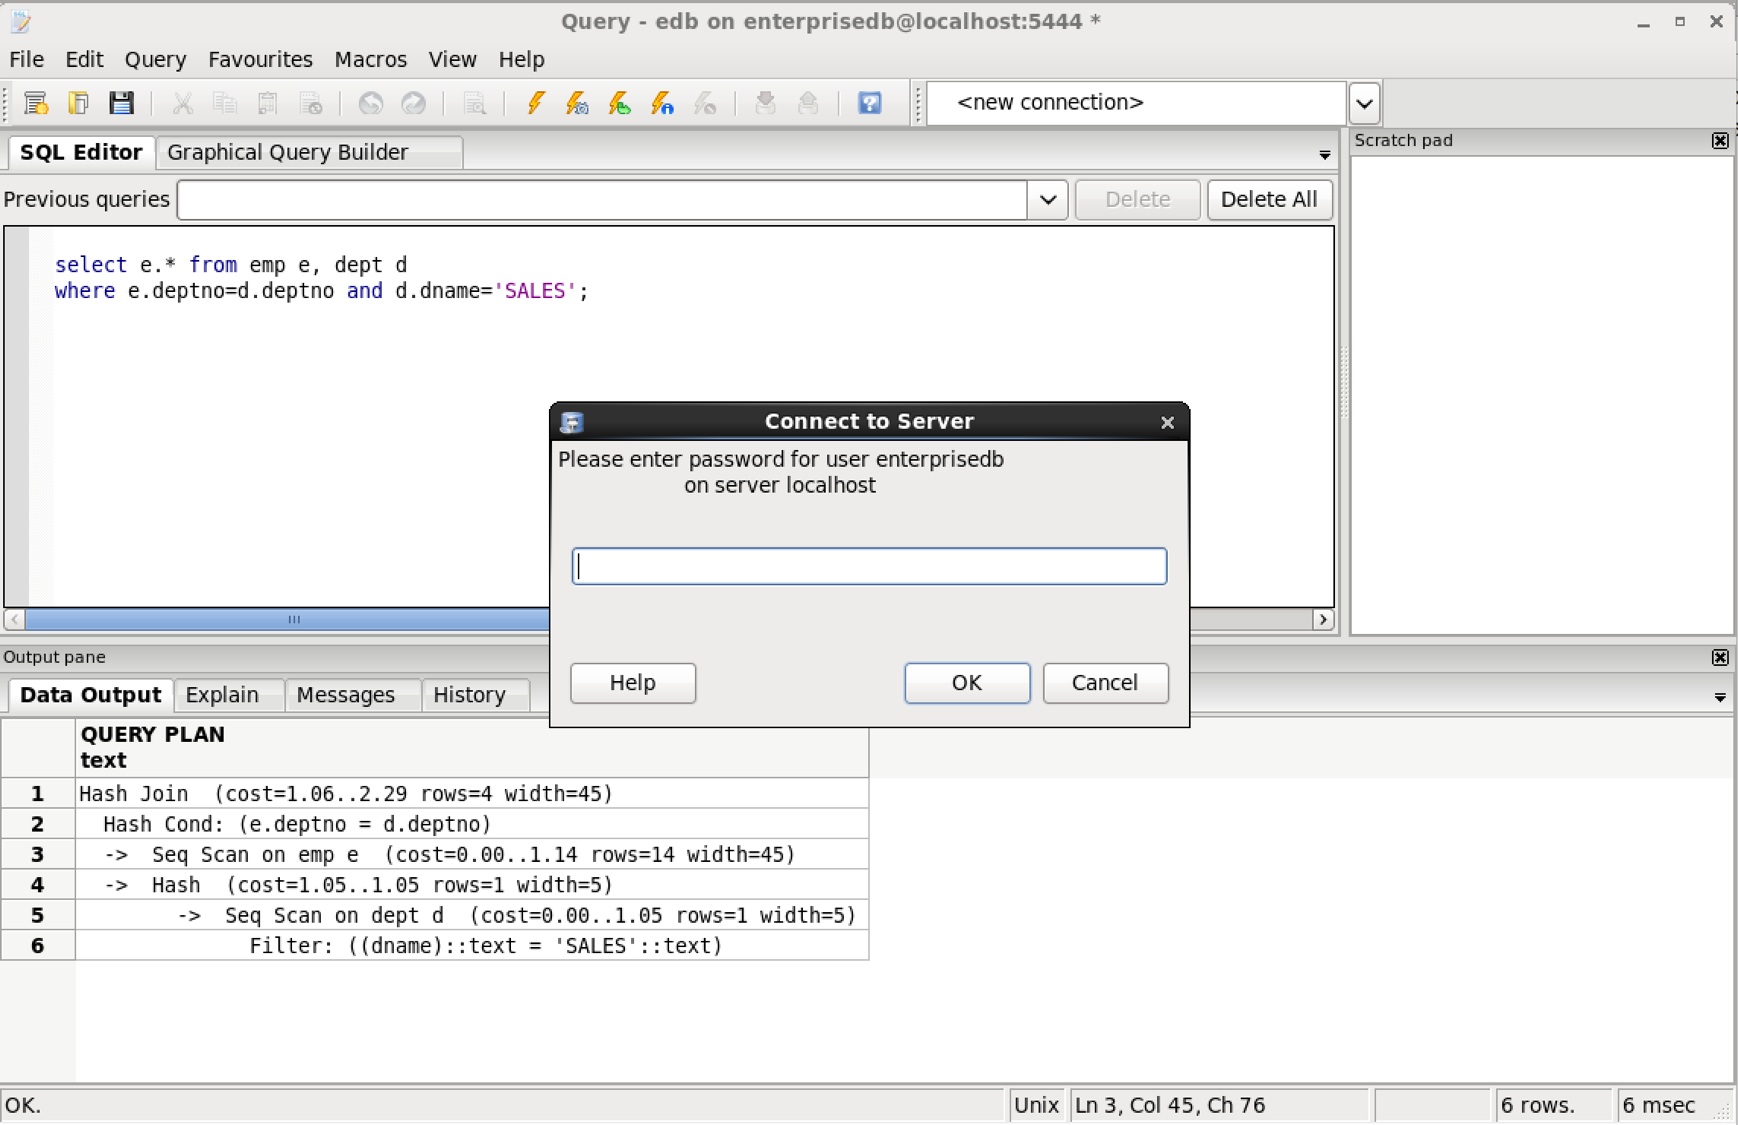 Query - edb on enterprisedb@localhost:5444 *
File Edit Query Favourites Macros View Help
<new connection>
SQL Editor Graphical Query Builder
Scratch pad
Previous queries Delete Delete All
select e.* from emp e, dept d
where e.deptno=d.deptno and d.dname='SALES';
Connect to Server
Please enter password for user enterprisedb
on server localhost
Help OK Cancel
Output pane
Data Output Explain Messages History
QUERY PLAN
text
1 Hash Join  (cost=1.06..2.29 rows=4 width=45)
2   Hash Cond: (e.deptno = d.deptno)
3   ->  Seq Scan on emp e  (cost=0.00..1.14 rows=14 width=45)
4   ->  Hash  (cost=1.05..1.05 rows=1 width=5)
5         ->  Seq Scan on dept d  (cost=0.00..1.05 rows=1 width=5)
6               Filter: ((dname)::text = 'SALES'::text)
OK. Unix Ln 3, Col 45, Ch 76 6 rows. 6 msec